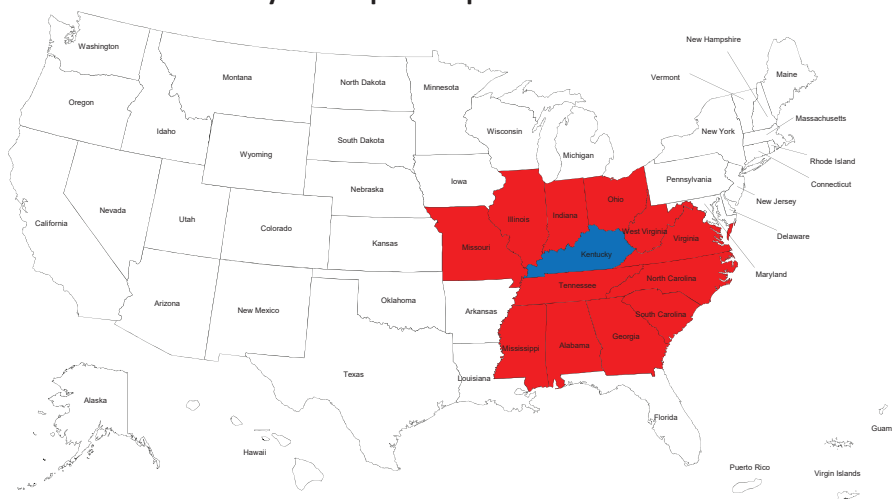 New Hampshire
Washington
Vermont
Maine
Montana
North Dakota
Minnesota
Oregon
Massachusetts
Idaho
South Dakota
Wisconsin
New York
Wyoming
Michigan
Rhode Island
Iowa
Pennsylvania
Connecticut
Nebraska
New Jersey
Ohio
Nevada
Utah
Illinois
Indiana
California
Colorado
West Virginia
Delaware
Kansas
Missouri
Virginia
Kentucky
Maryland
North Carolina
Tennessee
Arizona
Oklahoma
New Mexico
Arkansas
South Carolina
Georgia
Mississippi
Alabama
Texas
Louisiana
Alaska
Florida
Guam
Hawaii
Puerto Rico
Virgin Islands